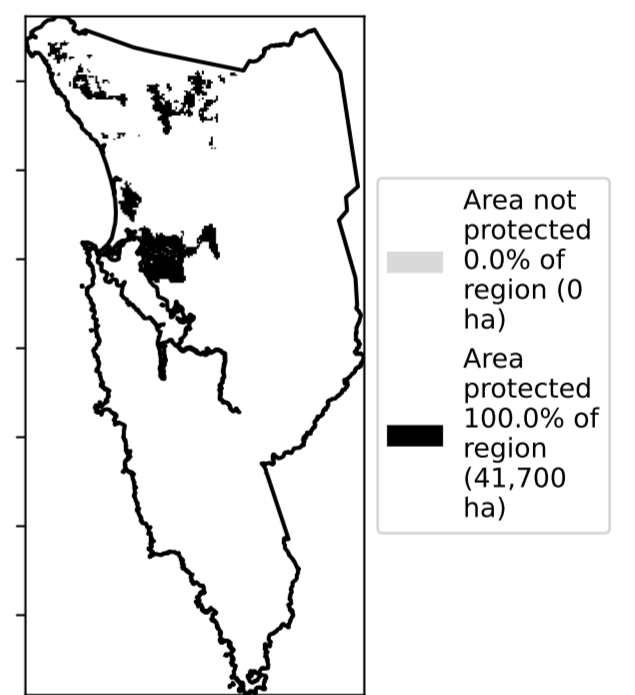 Area not
protected
0.0% of
region (0
ha)
Area
protected
100.0% of
region
(41,700
ha)